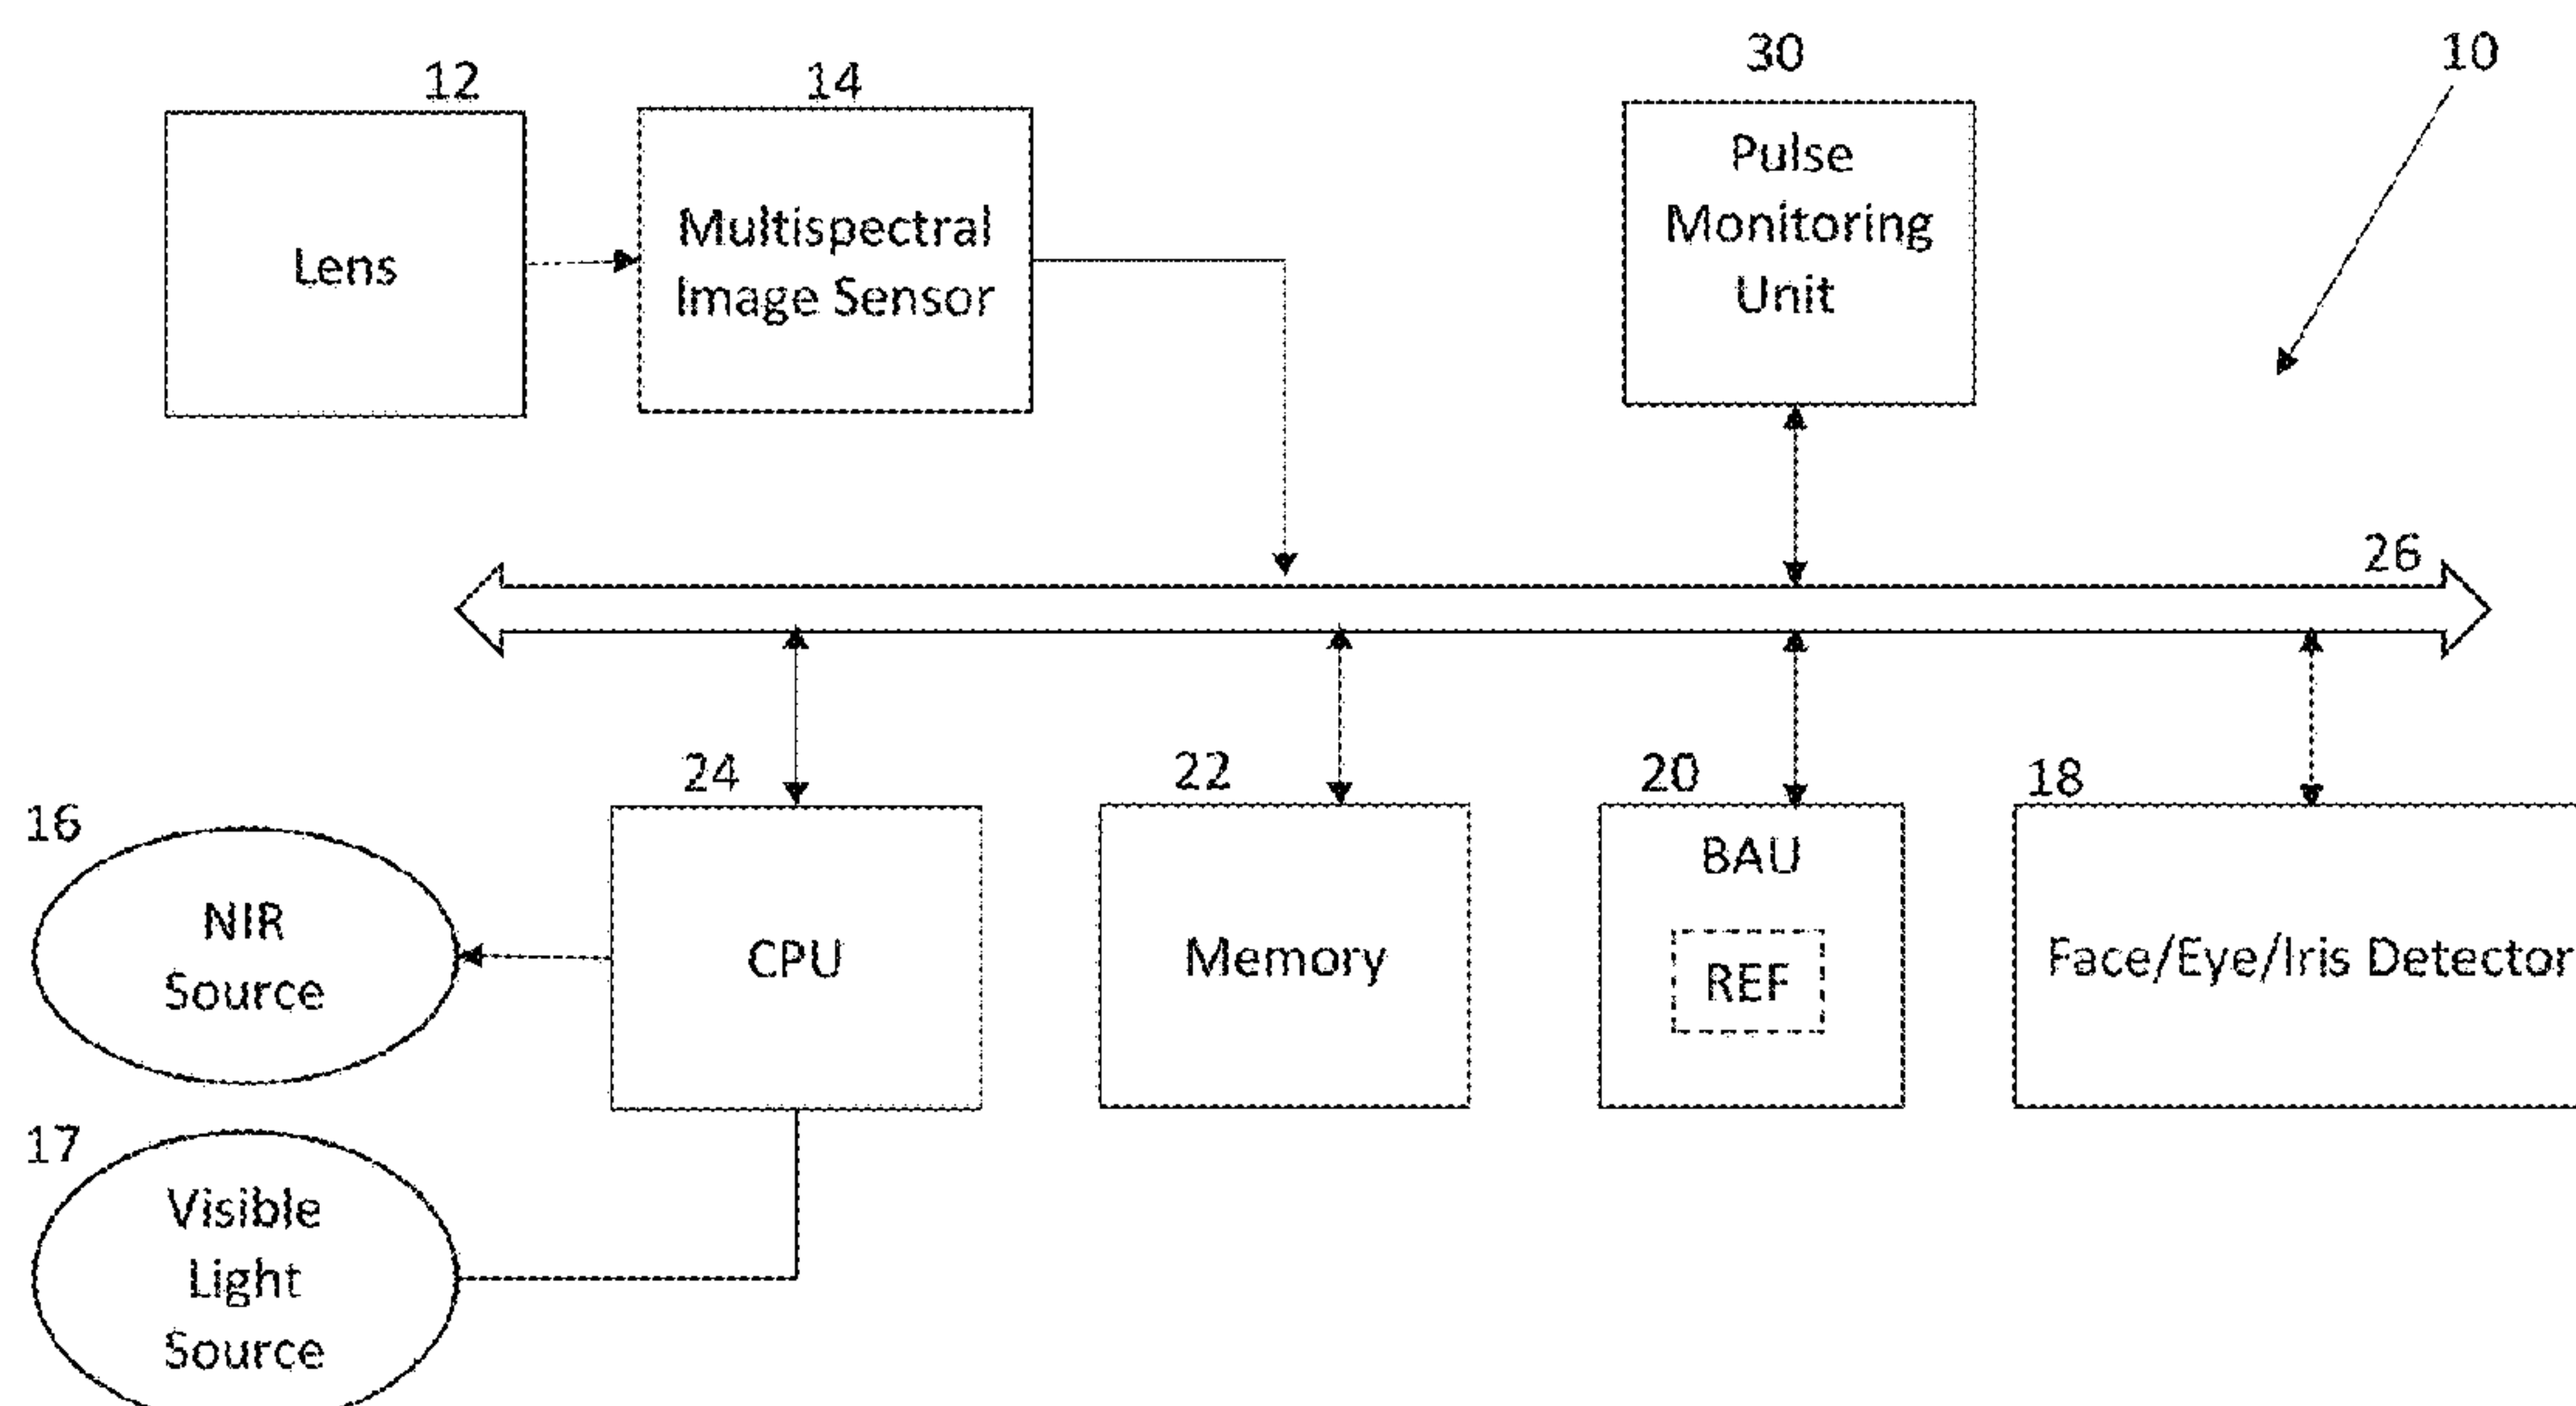 12
14
30
10
Lens
Multispectral
Image Sensor
Pulse
Monitoring
Unit
26
24
22
20
18
16
NIR
Source
CPU
Memory
BAU
REF
Face/Eye/Iris Detector
17
Visible
Light
Source